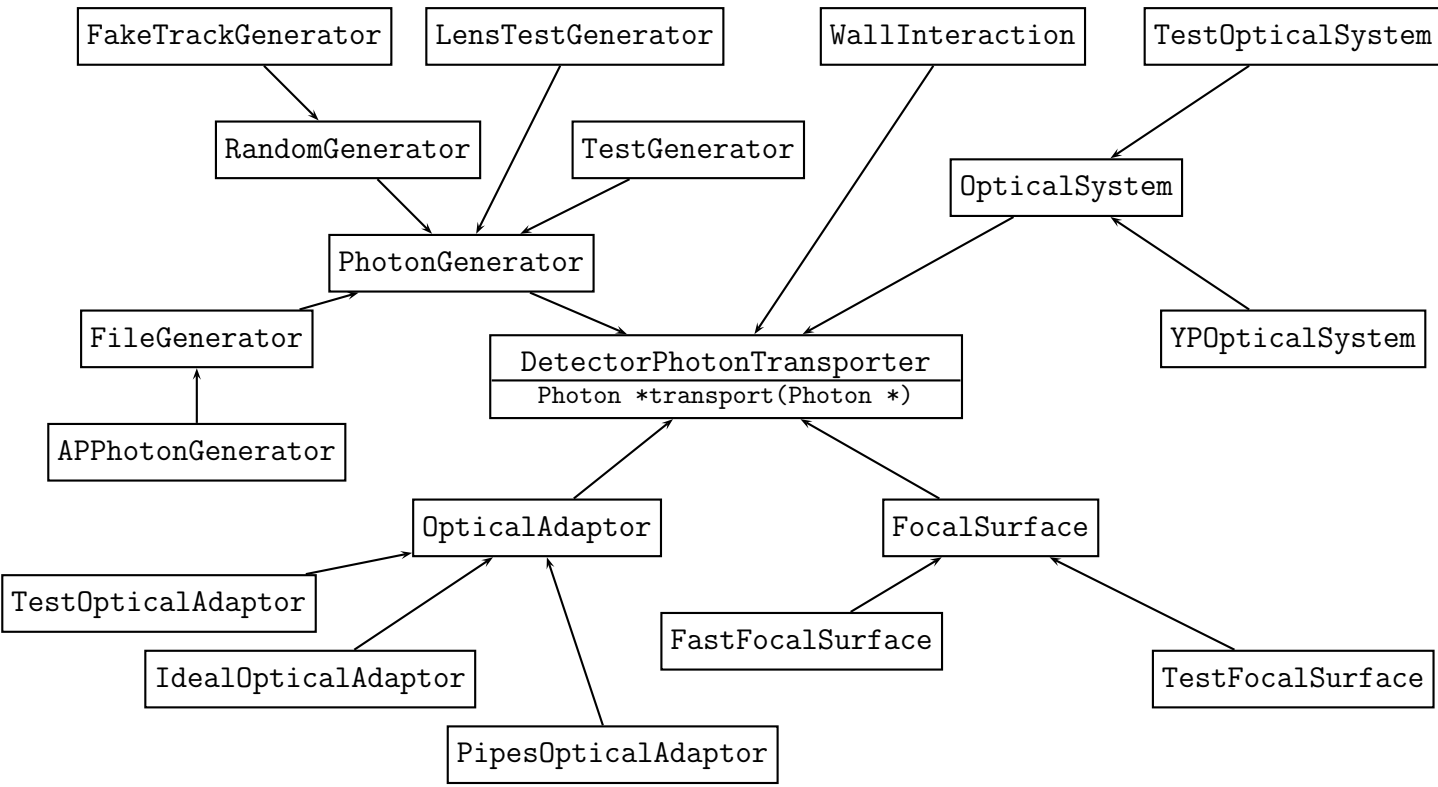 FakeTrackGenerator
LensTestGenerator
WallInteraction
TestOpticalSystem
RandomGenerator
TestGenerator
OpticalSystem
PhotonGenerator
FileGenerator
YPOpticalSystem
DetectorPhotonTransporter
Photon *transport(Photon *)
APPhotonGenerator
OpticalAdaptor
FocalSurface
TestOpticalAdaptor
FastFocalSurface
IdealOpticalAdaptor
TestFocalSurface
PipesOpticalAdaptor